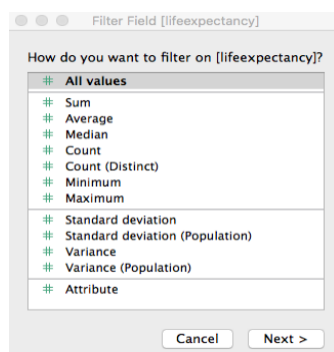 Filter Field [lifeexpectancy]
How do you want to filter on [lifeexpectancy]?
# All values
# Sum
# Average
# Median
# Count
# Count (Distinct)
# Minimum
# Maximum
# Standard deviation
# Standard deviation (Population)
# Variance
# Variance (Population)
# Attribute
Cancel Next >